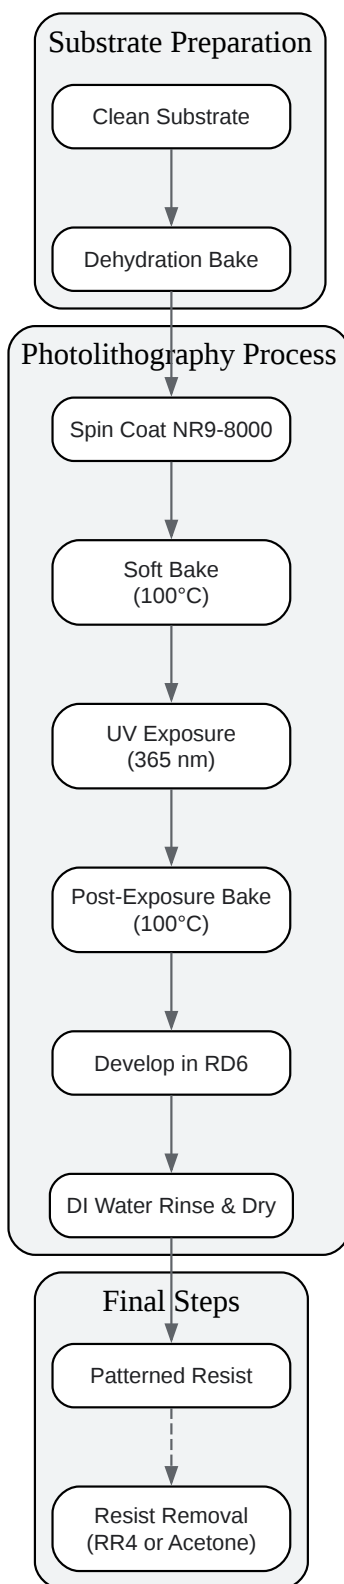 Substrate Preparation
Clean Substrate
Dehydration Bake
Photolithography Process
Spin Coat NR9-8000
Soft Bake
(100°C)
UV Exposure
(365 nm)
Post-Exposure Bake
(100°C)
Develop in RD6
DI Water Rinse & Dry
Final Steps
Patterned Resist
Resist Removal
(RR4 or Acetone)